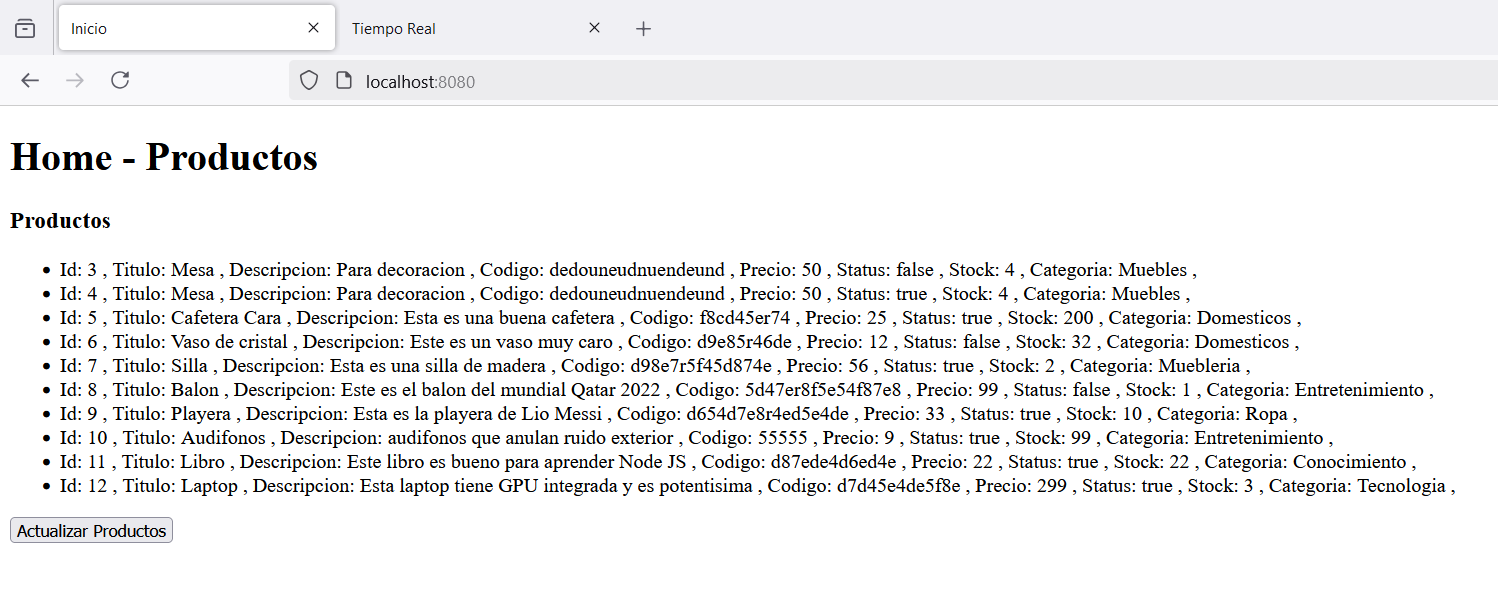 Inicio
Tiempo Real
localhost:8080
Home - Productos
Productos
Id: 3 , Titulo: Mesa , Descripcion: Para decoracion , Codigo: dedouneudnuendeund , Precio: 50 , Status: false , Stock: 4 , Categoria: Muebles ,
Id: 4 , Titulo: Mesa , Descripcion: Para decoracion , Codigo: dedouneudnuendeund , Precio: 50 , Status: true , Stock: 4 , Categoria: Muebles ,
Id: 5 , Titulo: Cafetera Cara , Descripcion: Esta es una buena cafetera , Codigo: f8cd45er74 , Precio: 25 , Status: true , Stock: 200 , Categoria: Domesticos ,
Id: 6 , Titulo: Vaso de cristal , Descripcion: Este es un vaso muy caro , Codigo: d9e85r46de , Precio: 12 , Status: false , Stock: 32 , Categoria: Domesticos ,
Id: 7 , Titulo: Silla , Descripcion: Esta es una silla de madera , Codigo: d98e7r5f45d874e , Precio: 56 , Status: true , Stock: 2 , Categoria: Muebleria ,
Id: 8 , Titulo: Balon , Descripcion: Este es el balon del mundial Qatar 2022 , Codigo: 5d47er8f5e54f87e8 , Precio: 99 , Status: false , Stock: 1 , Categoria: Entretenimiento ,
Id: 9 , Titulo: Playera , Descripcion: Esta es la playera de Lio Messi , Codigo: d654d7e8r4ed5e4de , Precio: 33 , Status: true , Stock: 10 , Categoria: Ropa ,
Id: 10 , Titulo: Audifonos , Descripcion: audifonos que anulan ruido exterior , Codigo: 55555 , Precio: 9 , Status: true , Stock: 99 , Categoria: Entretenimiento ,
Id: 11 , Titulo: Libro , Descripcion: Este libro es bueno para aprender Node JS , Codigo: d87ede4d6ed4e , Precio: 22 , Status: true , Stock: 22 , Categoria: Conocimiento ,
Id: 12 , Titulo: Laptop , Descripcion: Esta laptop tiene GPU integrada y es potentisima , Codigo: d7d45e4de5f8e , Precio: 299 , Status: true , Stock: 3 , Categoria: Tecnologia ,
Actualizar Productos